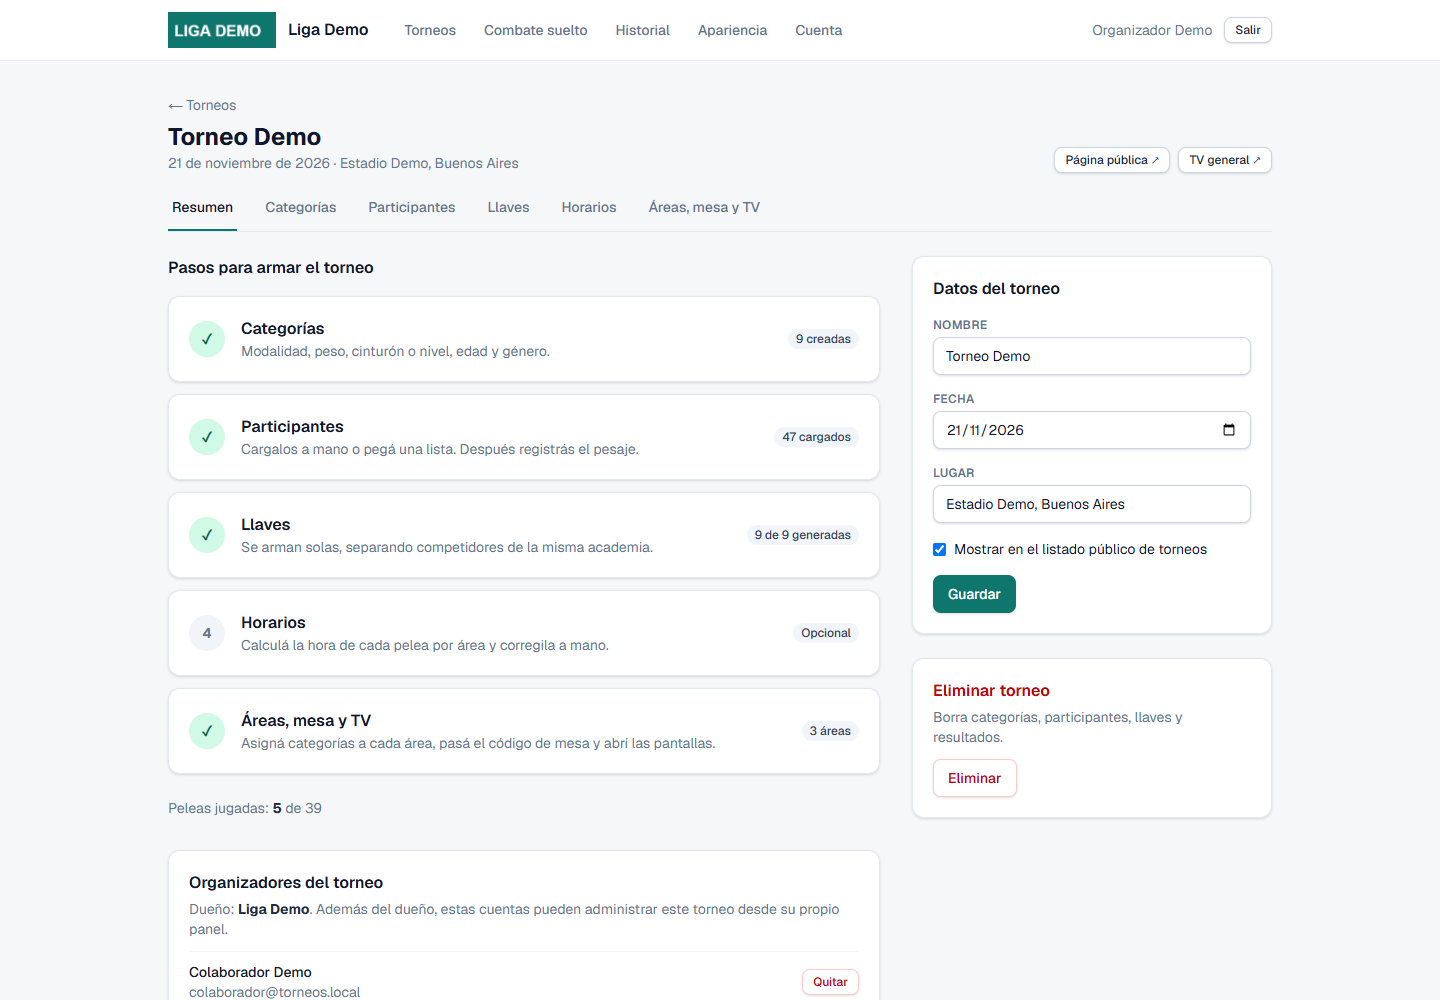 LIGA DEMO
Liga Demo
Torneos
Combate suelto
Historial
Apariencia
Cuenta
Organizador Demo
Salir
← Torneos
Torneo Demo
21 de noviembre de 2026 · Estadio Demo, Buenos Aires
Página pública ↗
TV general ↗
Resumen
Categorías
Participantes
Llaves
Horarios
Áreas, mesa y TV
Pasos para armar el torneo
✓
Categorías
Modalidad, peso, cinturón o nivel, edad y género.
9 creadas
✓
Participantes
Cargalos a mano o pegá una lista. Después registrás el pesaje.
47 cargados
✓
Llaves
Se arman solas, separando competidores de la misma academia.
9 de 9 generadas
4
Horarios
Calculá la hora de cada pelea por área y corregila a mano.
Opcional
✓
Áreas, mesa y TV
Asigná categorías a cada área, pasá el código de mesa y abrí las pantallas.
3 áreas
Peleas jugadas: 5 de 39
Organizadores del torneo
Dueño: Liga Demo. Además del dueño, estas cuentas pueden administrar este torneo desde su propio
panel.
Colaborador Demo
colaborador@torneos.local
Quitar
Datos del torneo
NOMBRE
Torneo Demo
FECHA
21/11/2026
LUGAR
Estadio Demo, Buenos Aires
Mostrar en el listado público de torneos
Guardar
Eliminar torneo
Borra categorías, participantes, llaves y
resultados.
Eliminar